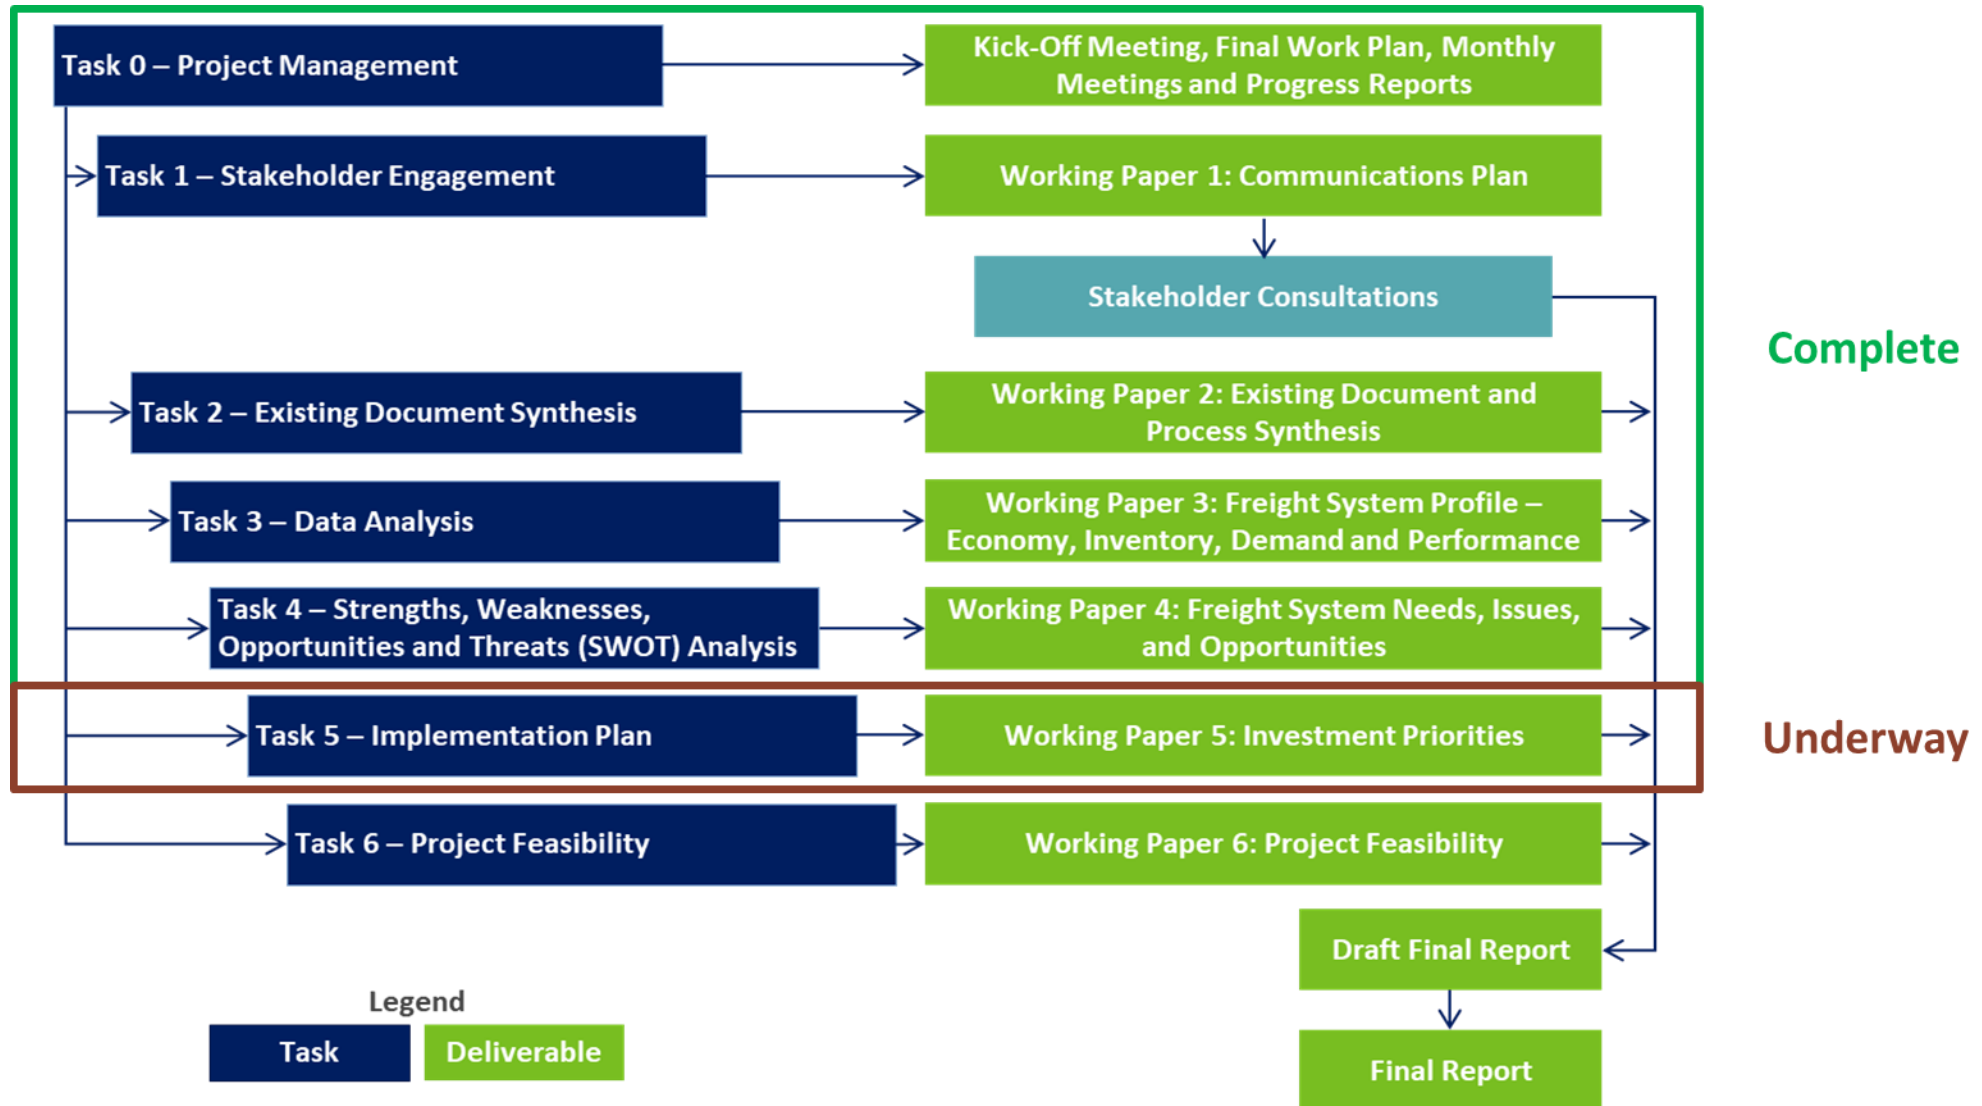 Task 0 – Project Management
Kick-Off Meeting, Final Work Plan, Monthly
Meetings and Progress Reports
Task 1 – Stakeholder Engagement
Working Paper 1: Communications Plan
Stakeholder Consultations
Complete
Task 2 – Existing Document Synthesis
Working Paper 2: Existing Document and
Process Synthesis
Task 3 – Data Analysis
Working Paper 3: Freight System Profile –
Economy, Inventory, Demand and Performance
Task 4 – Strengths, Weaknesses,
Opportunities and Threats (SWOT) Analysis
Working Paper 4: Freight System Needs, Issues,
and Opportunities
Task 5 – Implementation Plan
Working Paper 5: Investment Priorities
Underway
Task 6 – Project Feasibility
Working Paper 6: Project Feasibility
Draft Final Report
Legend
Task
Deliverable
Final Report